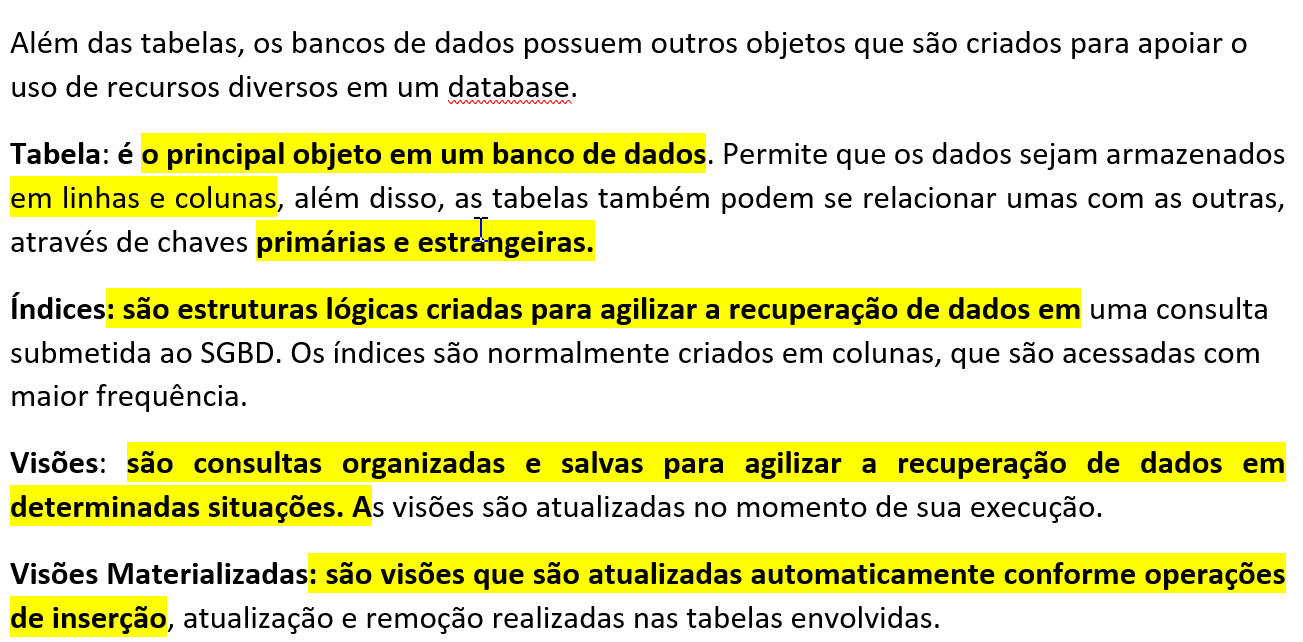 Além das tabelas, os bancos de dados possuem outros objetos que são criados para apoiar o
uso de recursos diversos em um database.
Tabela: é o principal objeto em um banco de dados. Permite que os dados sejam armazenados
em linhas e colunas, além disso, as tabelas também podem se relacionar umas com as outras,
através de chaves primárias e estrangeiras.
Índices: são estruturas lógicas criadas para agilizar a recuperação de dados em uma consulta
submetida ao SGBD. Os índices são normalmente criados em colunas, que são acessadas com
maior frequência.
Visões: são consultas organizadas e salvas para agilizar a recuperação de dados em
determinadas situações. As visões são atualizadas no momento de sua execução.
Visões Materializadas: são visões que são atualizadas automaticamente conforme operações
de inserção, atualização e remoção realizadas nas tabelas envolvidas.